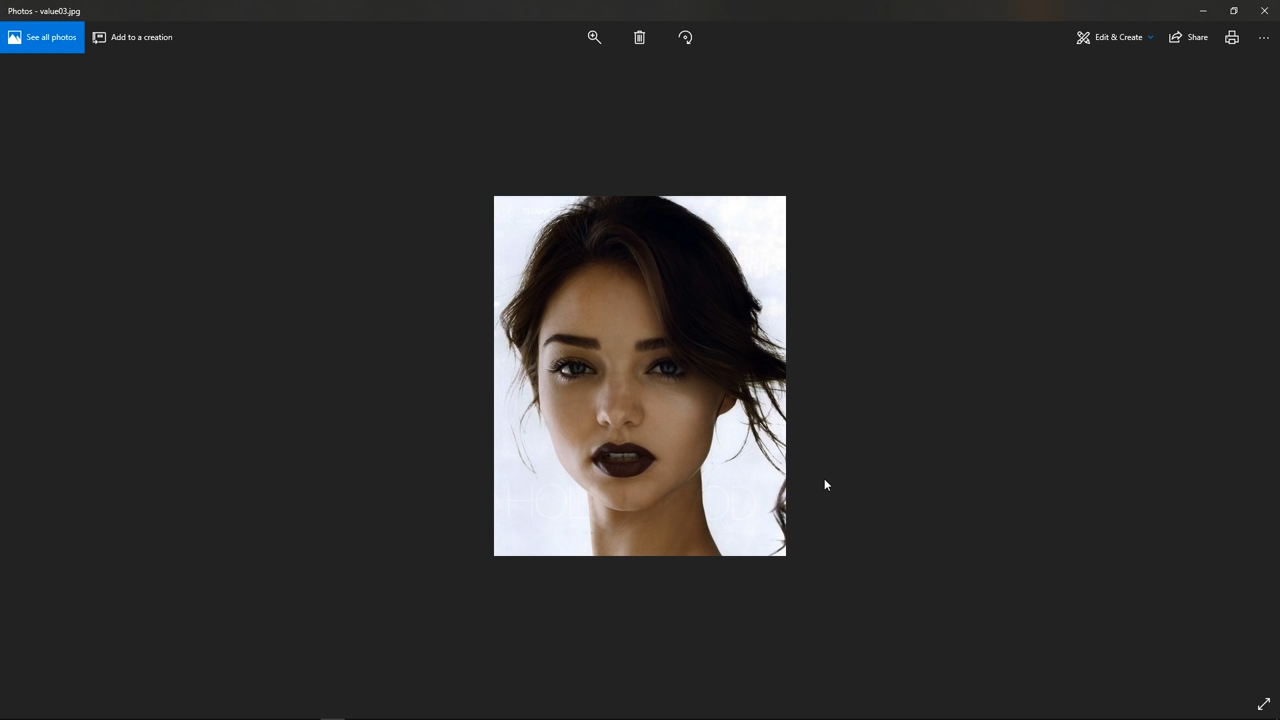 Photos - value03.jpg
See all photos
Add to a creation
Edit & Create
Share